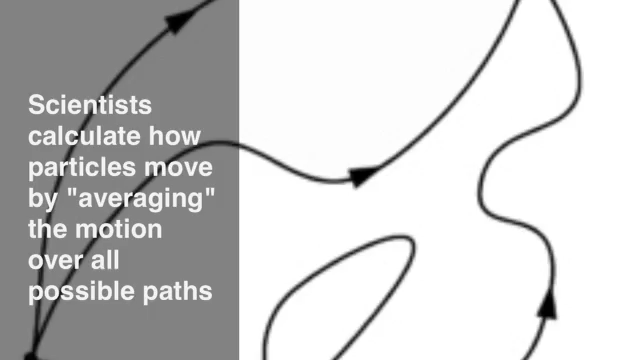 Scientists
calculate how
particles move
by "averaging"
the motion
over all
possible paths